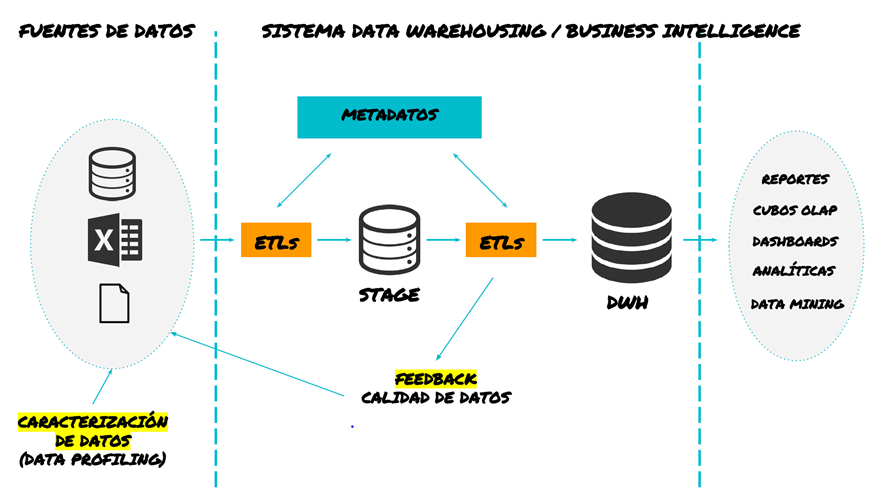 FUENTES DE DATOS
SISTEMA DATA WAREHOUSING / BUSINESS INTELLIGENCE
METADATOS
X
ETLs
STAGE
ETLs
DWH
REPORTES
CUBOS OLAP
DASHBOARDS
ANALÍTICAS
DATA MINING
FEEDBACK
CALIDAD DE DATOS
CARACTERIZACIÓN
DE DATOS
(DATA PROFILING)